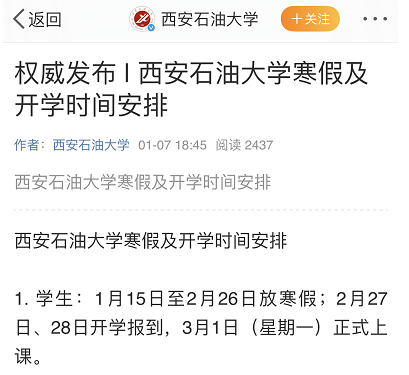 返回
西安石油大学
+关注
权威发布 I 西安石油大学寒假及
开学时间安排
作者：西安石油大学 01-07 18:45 阅读 2437
西安石油大学寒假及开学时间安排
西安石油大学寒假及开学时间安排
1. 学生：1月15日至2月26日放寒假；2月27
日、28日开学报到，3月1日（星期一）正式上
课。